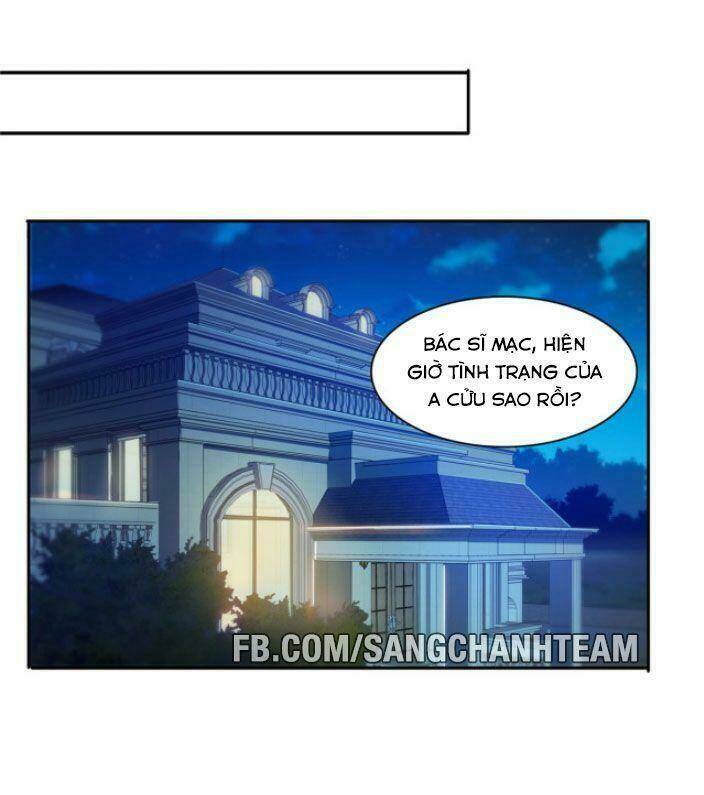 BÁC SĨ MẠC, HIỆN
GIỜ TÌNH TRẠNG CỦA
A CỬU SAO RỒI?
FB.COM/SANGCHANHTEAM